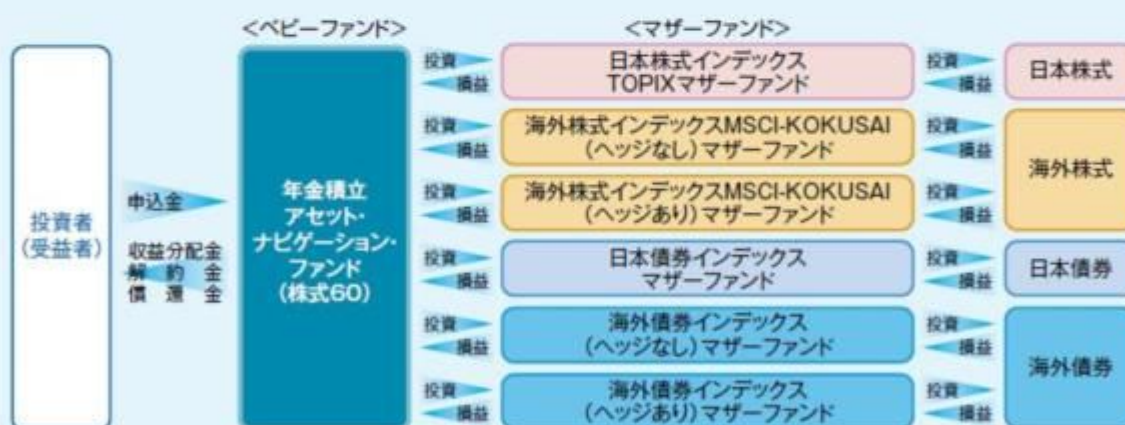 <ベビーファンド>
<マザーファンド>
投資者
(受益者)
申込金
収益分配金
解約金
償還金
年金積立
アセット・
ナビゲーション・
ファンド
(株式60)
投資
損益
日本株式インデックス
TOPIXマザーファンド
投資
損益
日本株式
投資
損益
海外株式インデックスMSCI-KOKUSAI
(ヘッジなし)マザーファンド
投資
損益
海外株式
投資
損益
海外株式インデックスMSCI-KOKUSAI
(ヘッジあり)マザーファンド
投資
損益
投資
損益
日本債券インデックス
マザーファンド
投資
損益
日本債券
投資
損益
海外債券インデックス
(ヘッジなし)マザーファンド
投資
損益
海外債券
投資
損益
海外債券インデックス
(ヘッジあり)マザーファンド
投資
損益